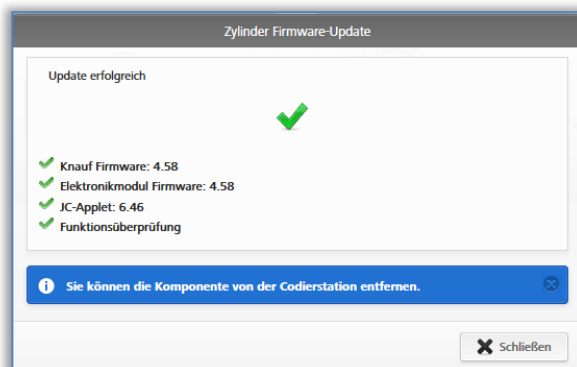 Zylinder Firmware-Update
Update erfolgreich
Knauf Firmware: 4.58
Elektronikmodul Firmware: 4.58
JC-Applet: 6.46
Funktionsüberprüfung
Sie können die Komponente von der Codierstation entfernen.
Schließen